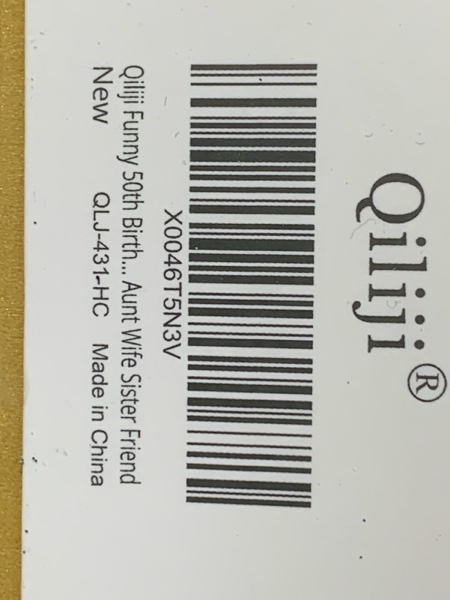 Qiliji®
X0046T5N3V
Qiliji Funny 50th Birth... Aunt Wife Sister Friend
New QLJ-431-HC Made in China